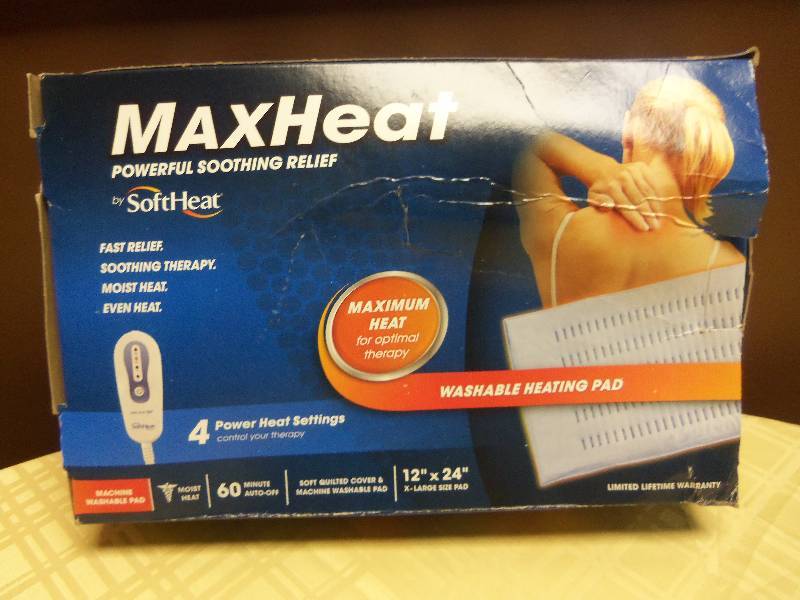 MAXHeat
POWERFUL SOOTHING RELIEF
by SoftHeat
FAST RELIEF.
SOOTHING THERAPY.
MOIST HEAT.
EVEN HEAT.
MAXIMUM
HEAT
for optimal
therapy
WASHABLE HEATING PAD
SoftHeat
4 Power Heat Settings
control your therapy
MACHINE
WASHABLE PAD
MOIST
HEAT
60 MINUTE
AUTO-OFF
SOFT QUILTED COVER &
MACHINE WASHABLE PAD
12" x 24"
X-LARGE SIZE PAD
LIMITED LIFETIME WARRANTY